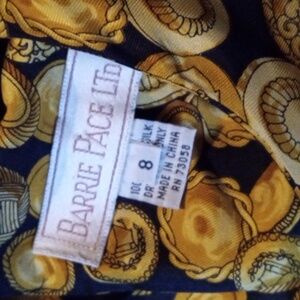 BARRIE PACE LTD
SILK
ONLY
8
MADE IN CHINA
RN 73058